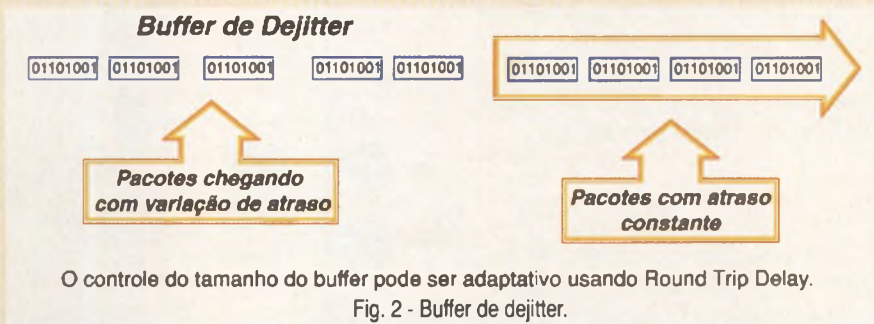 Buffer de Dejitter
01101001 01101001 01101001 01101001 01101001
01101001 01101001 01101001 01101001
Pacotes chegando
com variação de atraso
Pacotes com atraso
constante
O controle do tamanho do buffer pode ser adaptativo usando Round Trip Delay.
Fig. 2 - Buffer de dejitter.